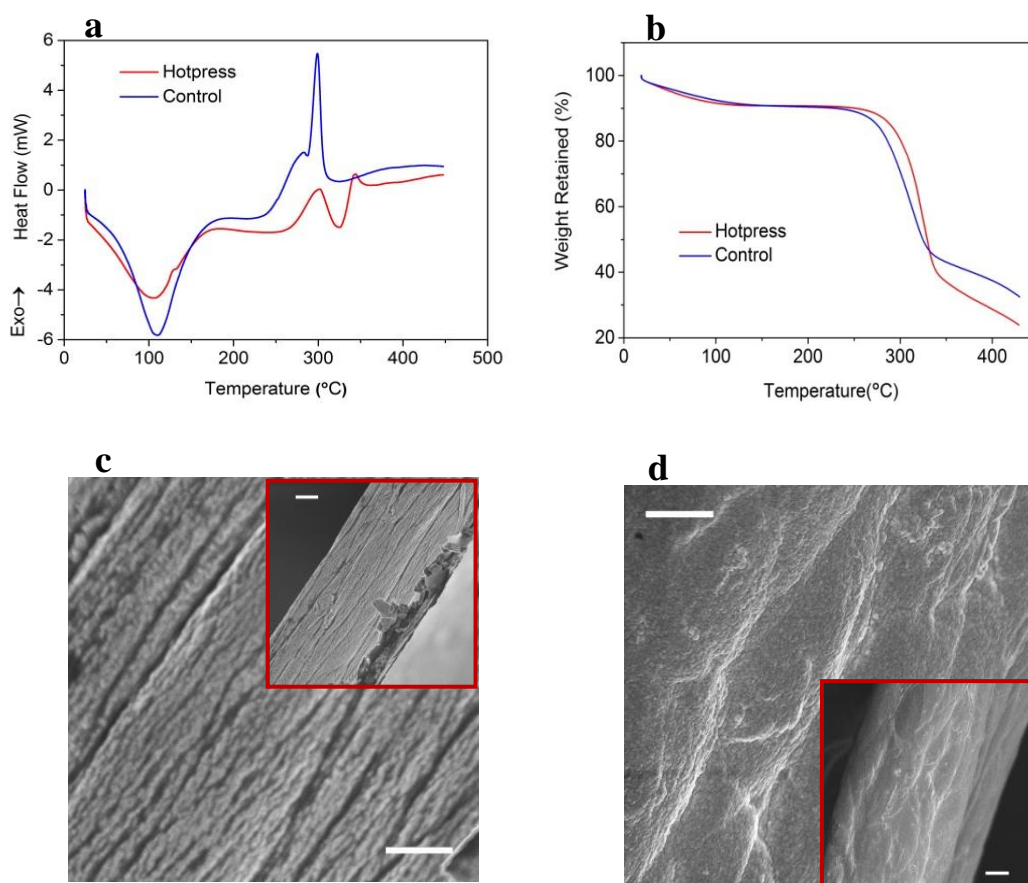 a
6
4
2
0
-2
-4
-6
Heat Flow (mW)
Exo→
Hotpress
Control
0 100 200 300 400 500
Temperature (°C)
b
100
80
60
40
20
Weight Retained (%)
Hotpress
Control
0 100 200 300 400
Temperature(°C)
c
d